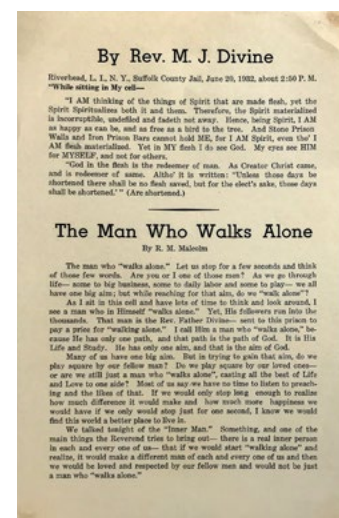 By Rev. M. J. Divine
Riverhead, L. I., N. Y., Suffolk County Jail, June 20, 1932, about 2:50 P. M.
"While sitting in My cell—
"I AM thinking of the things of Spirit that are made flesh, yet the
Spirit Spiritualizes both it and them. Therefore, the Spirit materialized
is incorruptible, undefiled and fadeth not away. Hence, being Spirit, I AM
as happy as can be, and as free as a bird to the tree. And Stone Prison
Walls and Iron Prison Bars cannot hold ME, for I AM Spirit, even tho' I
AM flesh materialized. Yet in MY flesh I do see God. My eyes see HIM
for MYSELF, and not for others.
"God in the flesh is the redeemer of man. As Creator Christ came,
and is redeemer of same. Altho' it is written: "Unless those days be
shortened there shall be no flesh saved, but for the elect's sake, those days
shall be shortened.' " (Are shortened.)
The Man Who Walks Alone
By R. M. Malcolm
The man who "walks alone." Let us stop for a few seconds and think
of those few words. Are you or I one of those men? As we go through
life— some to big business, some to daily labor and some to play— we all
have one big aim; but while reaching for that aim, do we "walk alone"?
As I sit in this cell and have lots of time to think and look around, I
see a man who in Himself "walks alone." Yet, His followers run into the
thousands. That man is the Rev. Father Divine— sent to this prison to
pay a price for "walking alone." I call Him a man who "walks alone," be-
cause He has only one path, and that path is the path of God. It is His
Life and Study. He has only one aim, and that is the aim of God.
Many of us have one big aim. But in trying to gain that aim, do we
play square by our fellow man? Do we play square by our loved ones—
or are we still just a man who "walks alone", casting all the best of Life
and Love to one side? Most of us say we have no time to listen to preach-
ing and the likes of that. If we would only stop long enough to realize
how much difference it would make and how much more happiness we
would have if we only would stop just for one second, I know we would
find this world a better place to live in.
We talked tonight of the "Inner Man." Something, and one of the
main things the Reverend tries to bring out— there is a real inner person
in each and every one of us— that if we would start "walking alone" and
realize, it would make a different man of each and every one of us and then
we would be loved and respected by our fellow men and would not be just
a man who "walks alone."